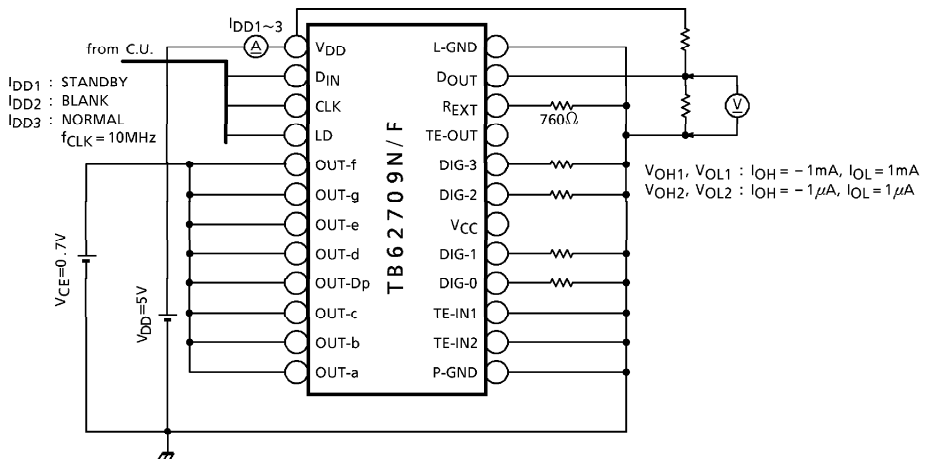 IDD1~3
A
from C.U.
IDD1 : STANDBY
IDD2 : BLANK
IDD3 : NORMAL
fCLK = 10MHz
VCE=0.7V
VDD=5V
VDD
DIN
CLK
LD
OUT-f
OUT-g
OUT-e
OUT-d
OUT-Dp
OUT-c
OUT-b
OUT-a
TB62709N/F
L-GND
DOUT
REXT
TE-OUT
DIG-3
DIG-2
VCC
DIG-1
DIG-0
TE-IN1
TE-IN2
P-GND
760Ω
V
VOH1, VOL1 : IOH = −1mA, IOL = 1mA
VOH2, VOL2 : IOH = −1μA, IOL = 1μA